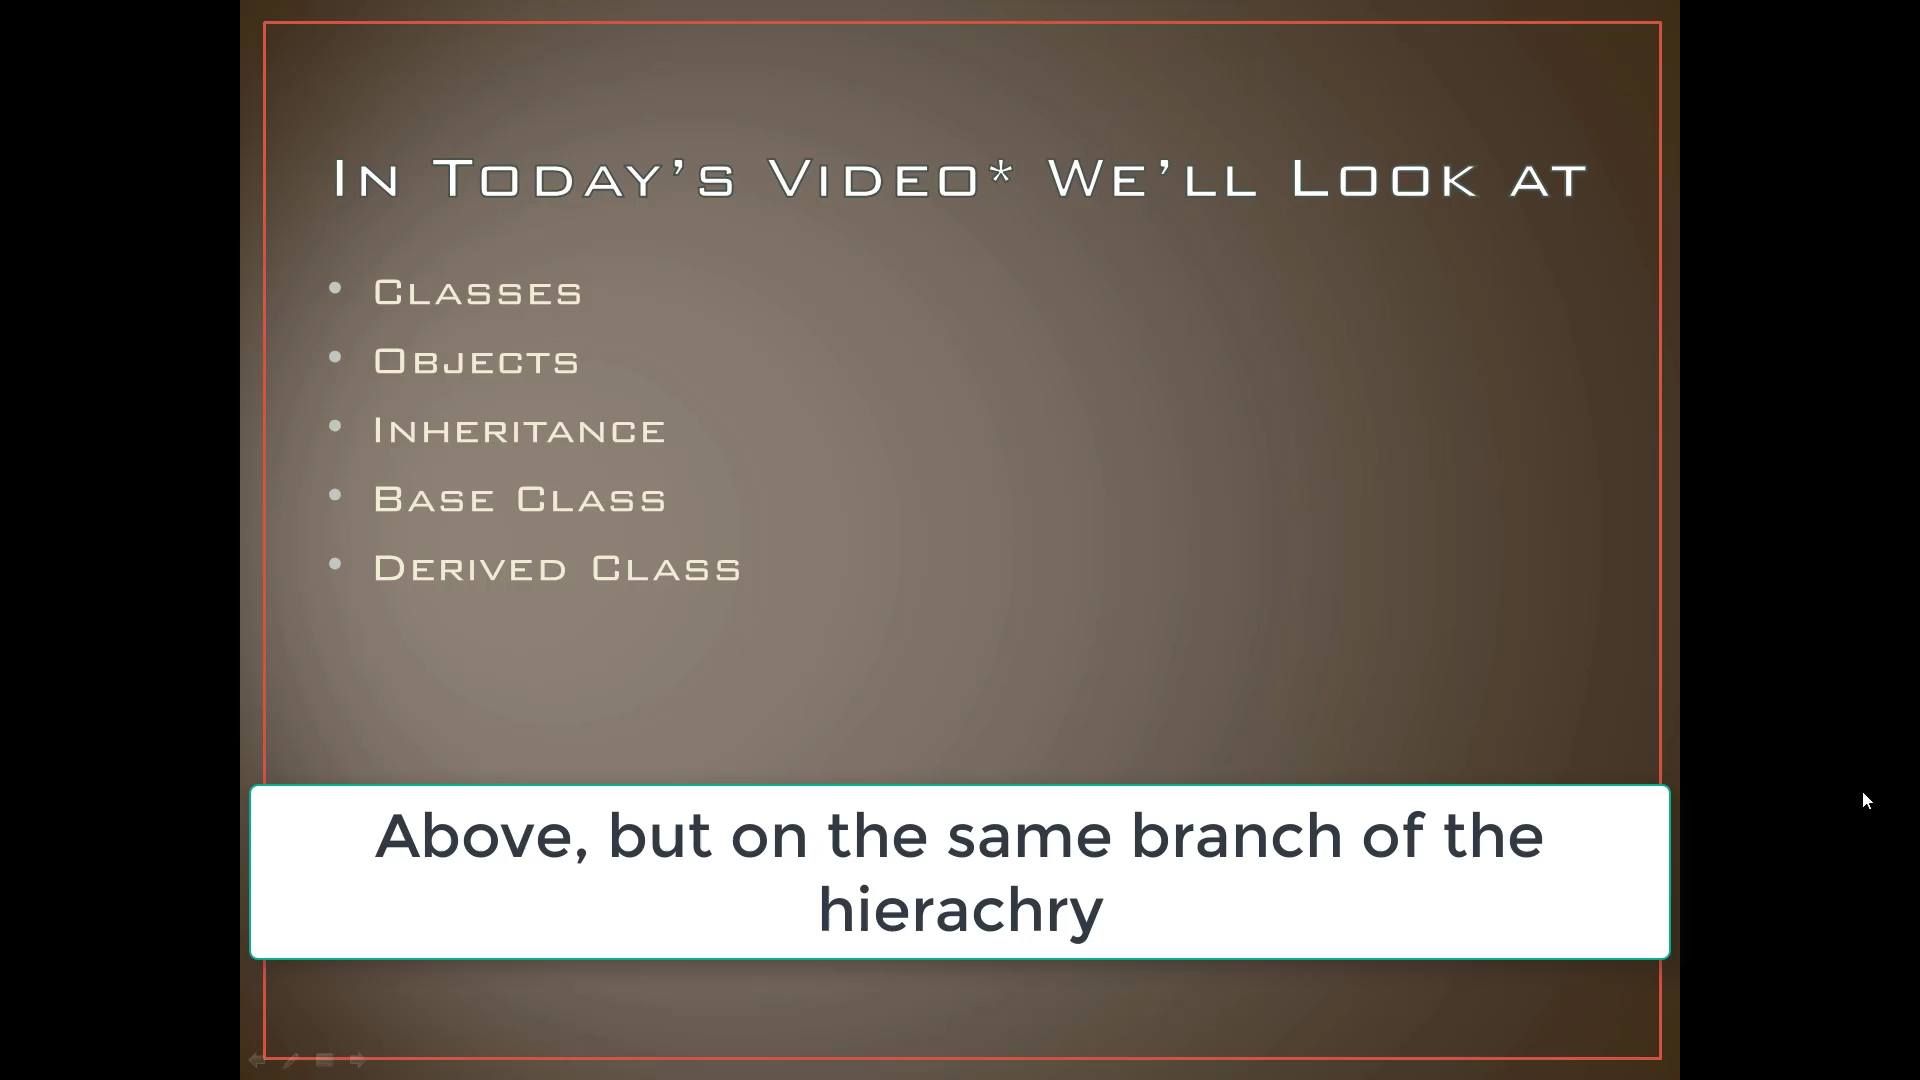 In Today’s Video* We’ll Look at
• Classes
• Objects
• Inheritance
• Base Class
• Derived Class
Above, but on the same branch of the
hierachry